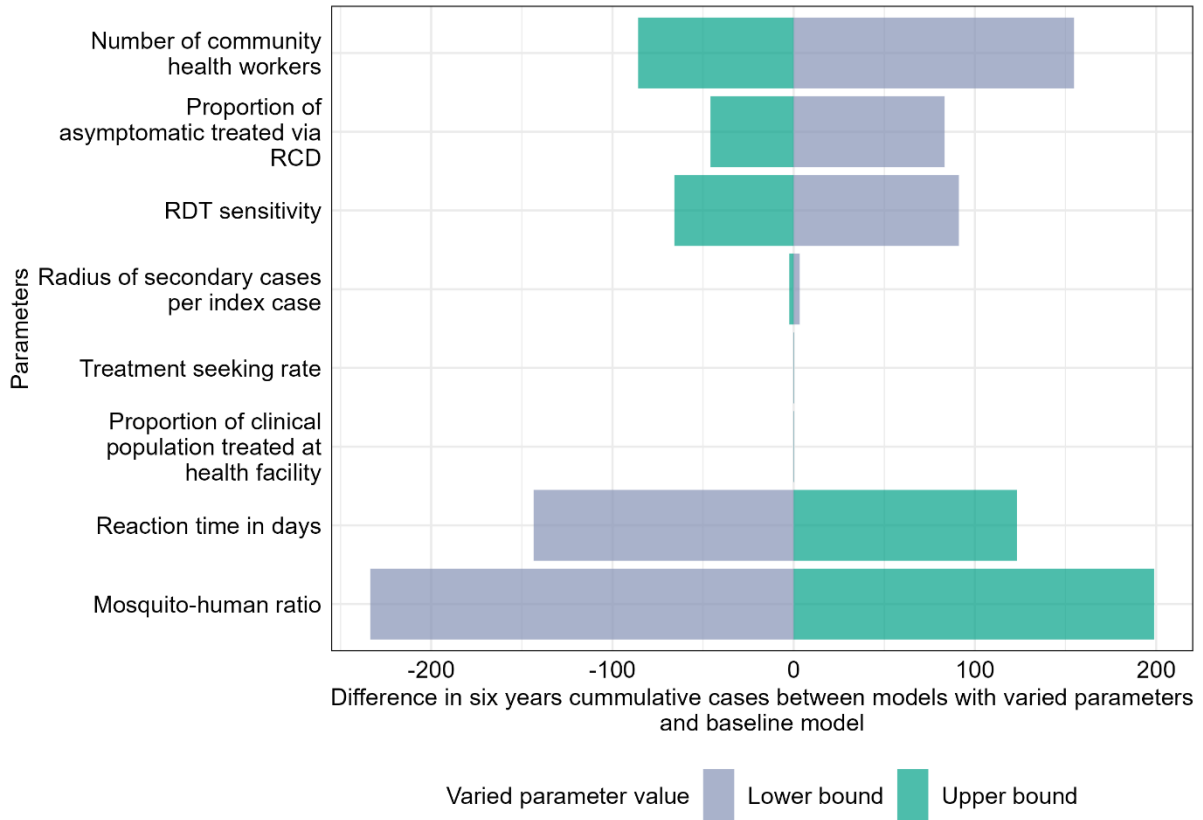 Number of community
health workers
Proportion of
asymptomatic treated via
RCD
RDT sensitivity
Radius of secondary cases
per index case
Treatment seeking rate
Proportion of clinical
population treated at
health facility
Reaction time in days
Mosquito-human ratio
Parameters
-200
-100
0
100
200
Difference in six years cummulative cases between models with varied parameters
and baseline model
Varied parameter value
Lower bound
Upper bound